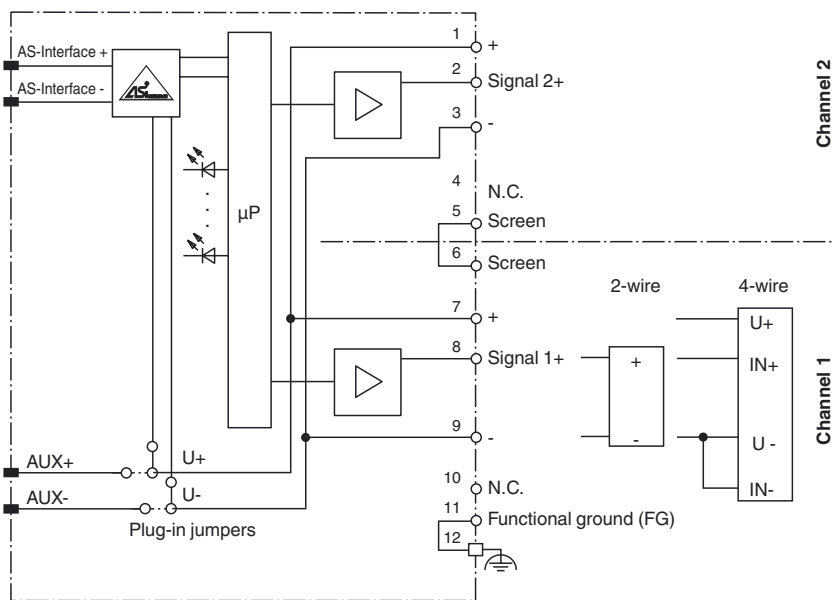 AS-Interface +
AS-Interface -
1
+
2
Signal 2+
3
-
4
N.C.
5
Screen
6
Screen
Channel 2
µP
2-wire
4-wire
7
+
8
Signal 1+
9
-
+
-
U+
IN+
U -
IN-
Channel 1
AUX+
U+
AUX-
U-
Plug-in jumpers
10
N.C.
11
Functional ground (FG)
12